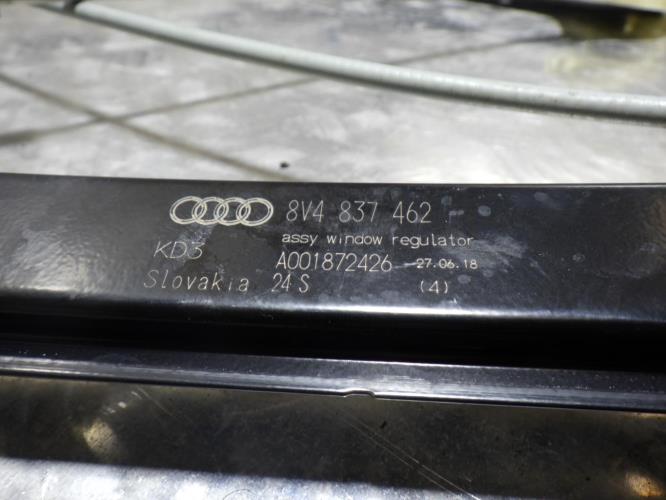 8V4 837 462
assy window regulator
KD3 A001872426 27.06.18
Slovakia 24 S (4)